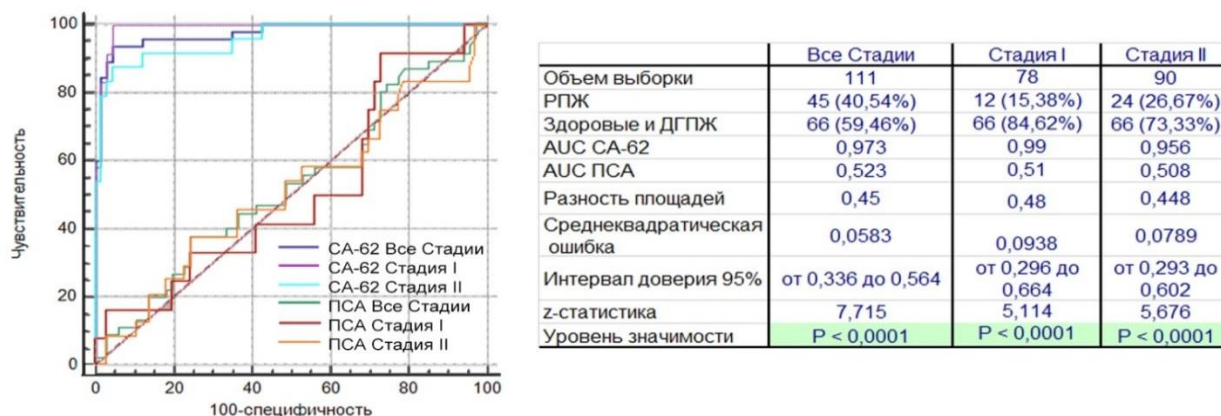 Чувствительность
100
80
60
40
20
0
0 20 40 60 80 100
100-специфичность
CA-62 Все Стадии
CA-62 Стадия I
CA-62 Стадия II
ПСА Все Стадии
ПСА Стадия I
ПСА Стадия II
Все Стадии Стадия I Стадия II
Объем выборки 111 78 90
РПЖ 45 (40,54%) 12 (15,38%) 24 (26,67%)
Здоровые и ДГПЖ 66 (59,46%) 66 (84,62%) 66 (73,33%)
AUC CA-62 0,973 0,99 0,956
AUC ПСА 0,523 0,51 0,508
Разность площадей 0,45 0,48 0,448
Среднеквадратическая
ошибка 0,0583 0,0938 0,0789
Интервал доверия 95% от 0,336 до 0,564 от 0,296 до
0,664 от 0,293 до
0,602
z-статистика 7,715 5,114 5,676
Уровень значимости P < 0,0001 P < 0,0001 P < 0,0001